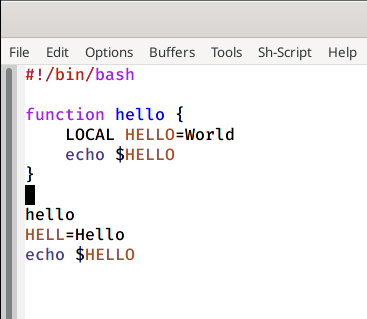 File Edit Options Buffers Tools Sh-Script Help
#!/bin/bash
function hello {
    LOCAL HELLO=World
    echo $HELLO
}
hello
HELL=Hello
echo $HELLO